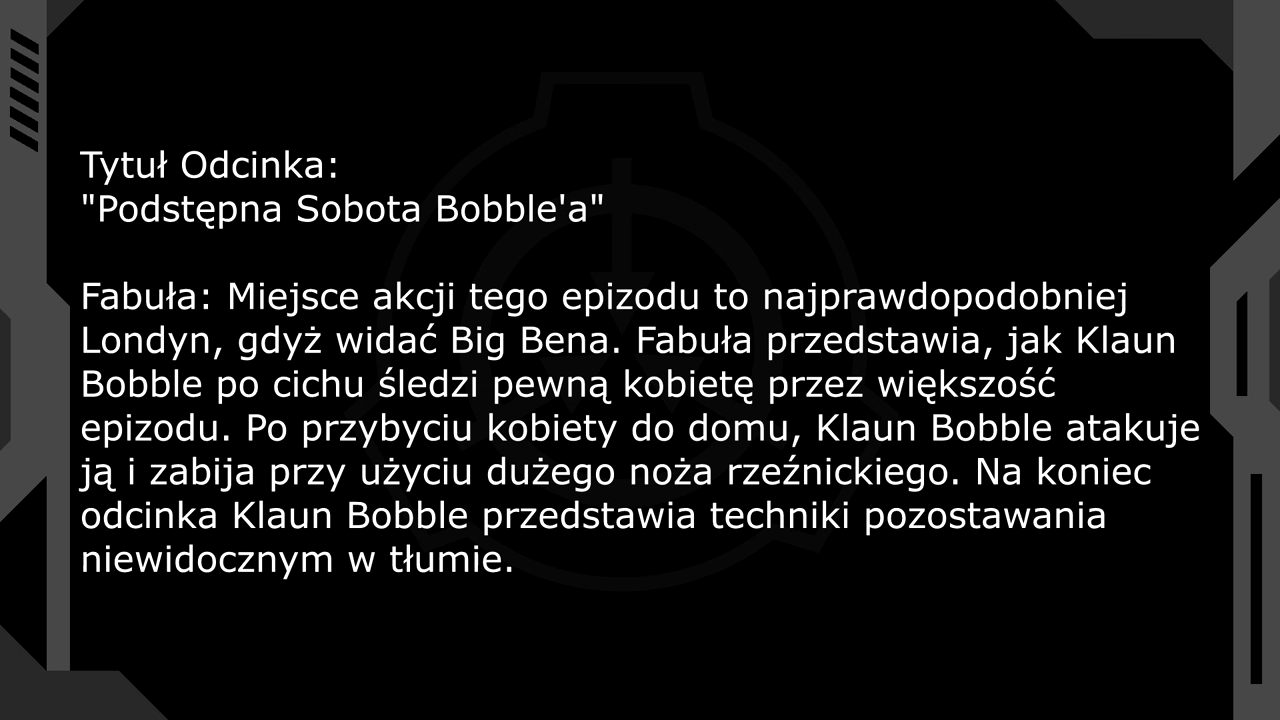 Tytuł Odcinka:
"Podstępna Sobota Bobble'a"
Fabuła: Miejsce akcji tego epizodu to najprawdopodobniej
Londyn, gdyż widać Big Bena. Fabuła przedstawia, jak Klaun
Bobble po cichu śledzi pewną kobietę przez większość
epizodu. Po przybyciu kobiety do domu, Klaun Bobble atakuje
ją i zabija przy użyciu dużego noża rzeźnickiego. Na koniec
odcinka Klaun Bobble przedstawia techniki pozostawania
niewidocznym w tłumie.